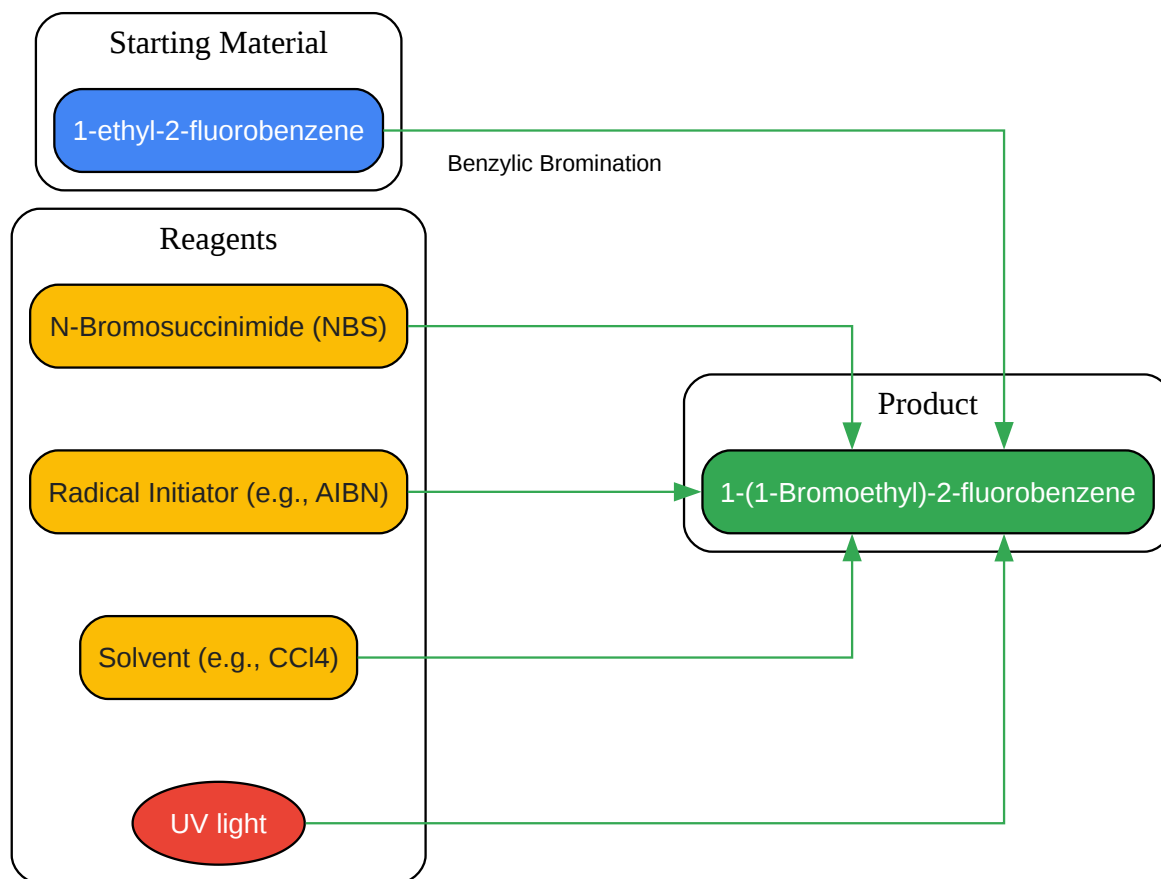 Starting Material
1-ethyl-2-fluorobenzene
Benzylic Bromination
Reagents
N-Bromosuccinimide (NBS)
Radical Initiator (e.g., AIBN)
Solvent (e.g., CCl4)
UV light
Product
1-(1-Bromoethyl)-2-fluorobenzene